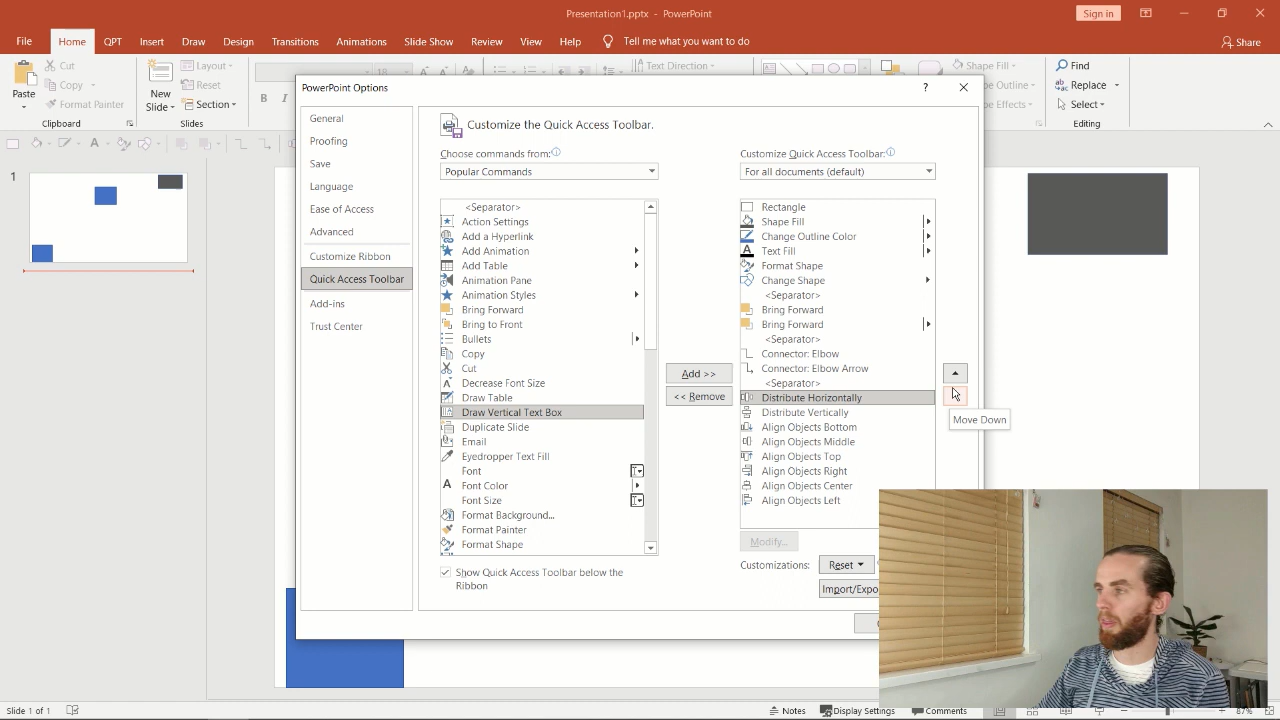 Presentation1.pptx - PowerPoint
Sign in
File Home QPT Insert Draw Design Transitions Animations Slide Show Review View Help Tell me what you want to do Share
Paste
Cut
Copy
Format Painter
Clipboard
New
Slide
Layout
Reset
Section
Slides
B I
18
Text Direction
Shape Fill
Find
Replace
Select
Editing
1
PowerPoint Options
?
General
Proofing
Save
Language
Ease of Access
Advanced
Customize Ribbon
Quick Access Toolbar
Add-ins
Trust Center
Customize the Quick Access Toolbar.
Choose commands from:
Popular Commands
<Separator>
Action Settings
Add a Hyperlink
Add Animation
Add Table
Animation Pane
Animation Styles
Bring Forward
Bring to Front
Bullets
Copy
Cut
Decrease Font Size
Draw Table
Draw Vertical Text Box
Duplicate Slide
Email
Eyedropper Text Fill
Font
Font Color
Font Size
Format Background...
Format Painter
Format Shape
Show Quick Access Toolbar below the
Ribbon
Add >>
<< Remove
Customize Quick Access Toolbar:
For all documents (default)
Rectangle
Shape Fill
Change Outline Color
Text Fill
Format Shape
Change Shape
<Separator>
Bring Forward
Bring Forward
<Separator>
Connector: Elbow
Connector: Elbow Arrow
<Separator>
Distribute Horizontally
Distribute Vertically
Align Objects Bottom
Align Objects Middle
Align Objects Top
Align Objects Right
Align Objects Center
Align Objects Left
Move Down
Modify...
Customizations:
Reset
Import/Expo
Slide 1 of 1
Notes
Display Settings
Comments
87%